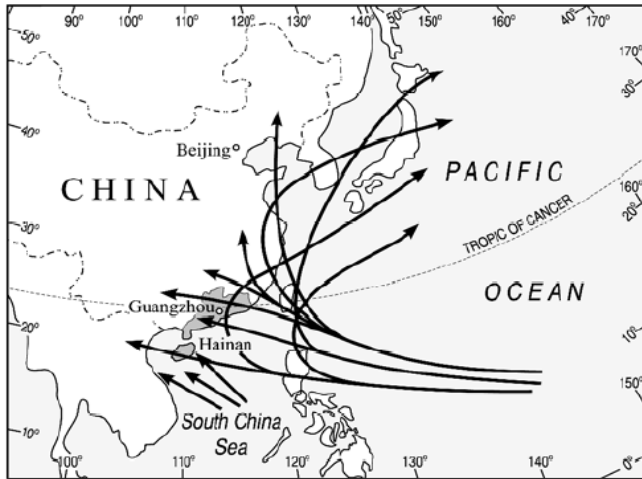 80° 90° 100° 110° 120° 130° 140° 50° 150° 160° 170°
50°
170°
30°
40°
Beijing
CHINA
PACIFIC
160°
20°
30°
TROPIC OF CANCER
OCEAN
Guangzhou
20°
Hainan
10°
150°
South China
Sea
10°
100° 110° 120° 130° 140° 0°